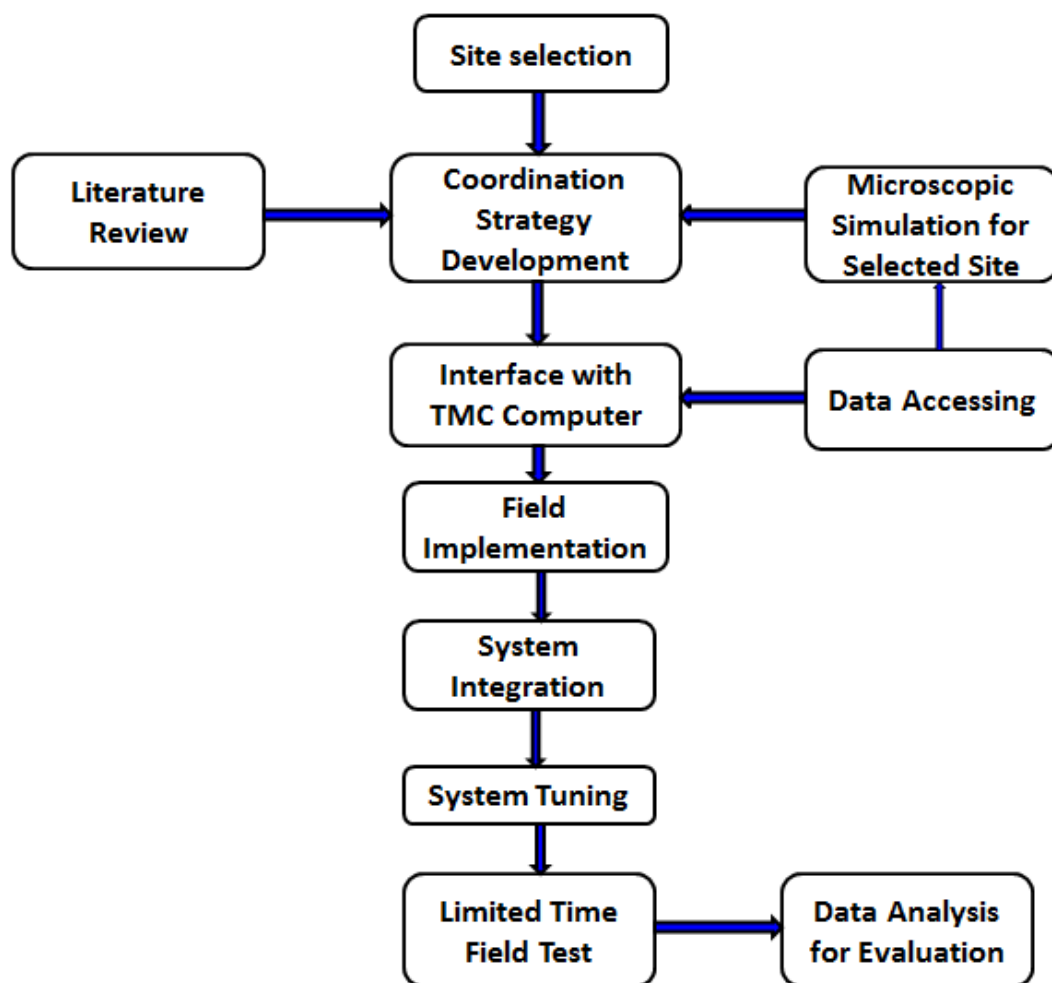 Site selection
Literature
Review
Coordination
Strategy
Development
Microscopic
Simulation for
Selected Site
Interface with
TMC Computer
Data Accessing
Field
Implementation
System
Integration
System Tuning
Limited Time
Field Test
Data Analysis
for Evaluation